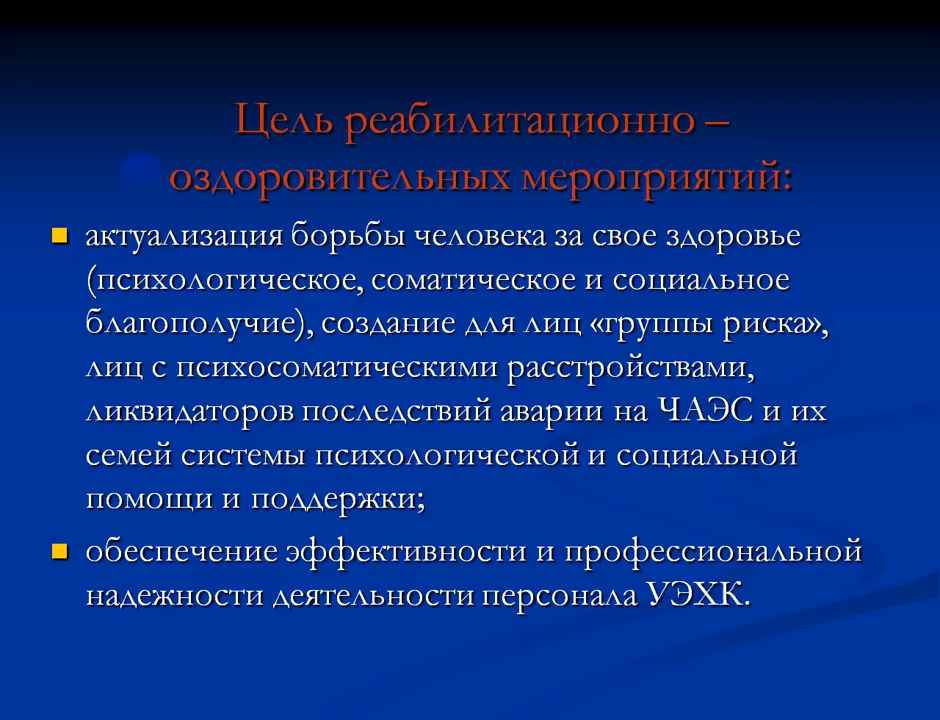 Цель реабилитационно –
оздоровительных мероприятий:
актуализация борьбы человека за свое здоровье
(психологическое, соматическое и социальное
благополучие), создание для лиц «группы риска»,
лиц с психосоматическими расстройствами,
ликвидаторов последствий аварии на ЧАЭС и их
семей системы психологической и социальной
помощи и поддержки;
обеспечение эффективности и профессиональной
надежности деятельности персонала УЭХК.